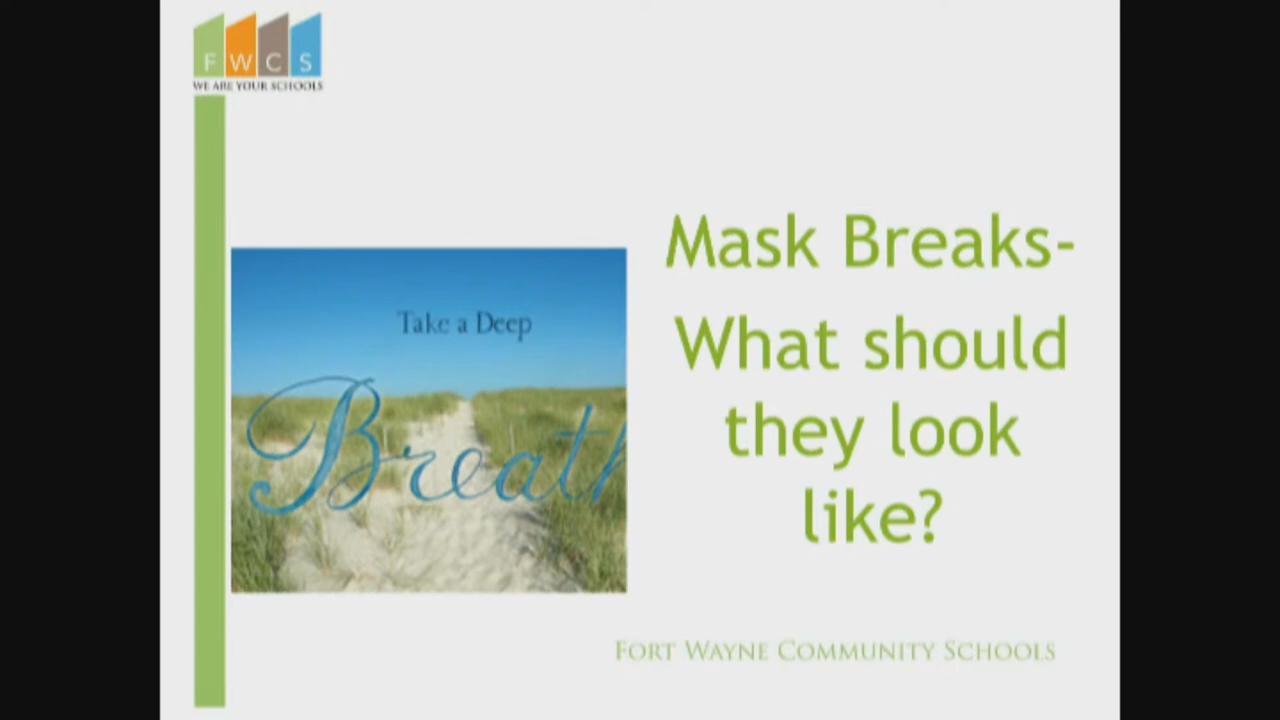 FWCS
WE ARE YOUR SCHOOLS
Take a Deep
Breath
Mask Breaks-
What should
they look
like?
FORT WAYNE COMMUNITY SCHOOLS